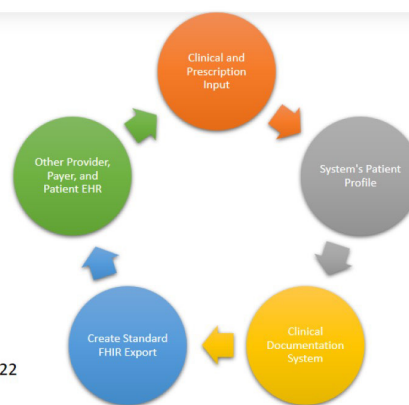 Clinical and
Prescription
Input
Other Provider,
Payer, and
Patient EHR
System's Patient
Profile
Create Standard
FHIR Export
Clinical
Documentation
System
22